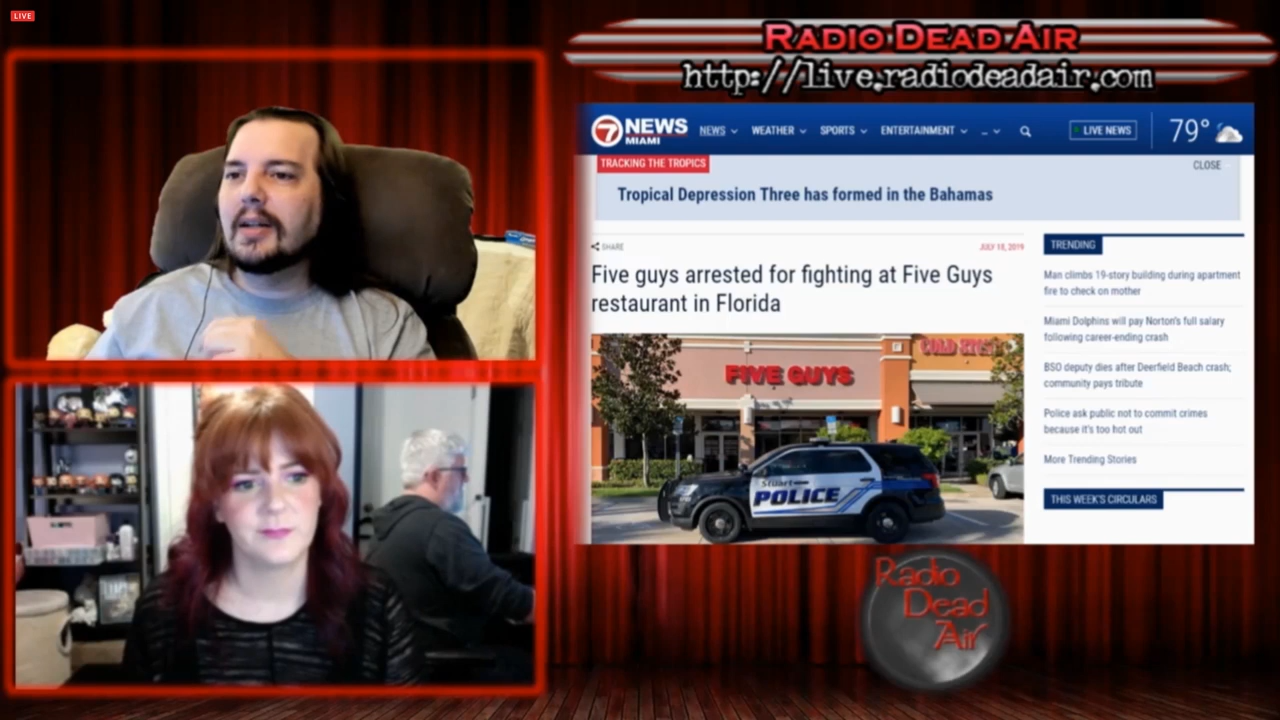 LIVE
RADIO DEAD AIR
http://live.radiodeadair.com
7 NEWS
MIAMI
NEWS
WEATHER
SPORTS
ENTERTAINMENT
LIVE NEWS
79°
TRACKING THE TROPICS
CLOSE
Tropical Depression Three has formed in the Bahamas
SHARE
JULY 18, 2019
Five guys arrested for fighting at Five Guys
restaurant in Florida
FIVE GUYS
Stuart
POLICE
TRENDING
Man climbs 19-story building during apartment
fire to check on mother
Miami Dolphins will pay Norton's full salary
following career-ending crash
BSO deputy dies after Deerfield Beach crash;
community pays tribute
Police ask public not to commit crimes
because it's too hot out
More Trending Stories
THIS WEEK'S CIRCULARS
Radio
Dead
Air